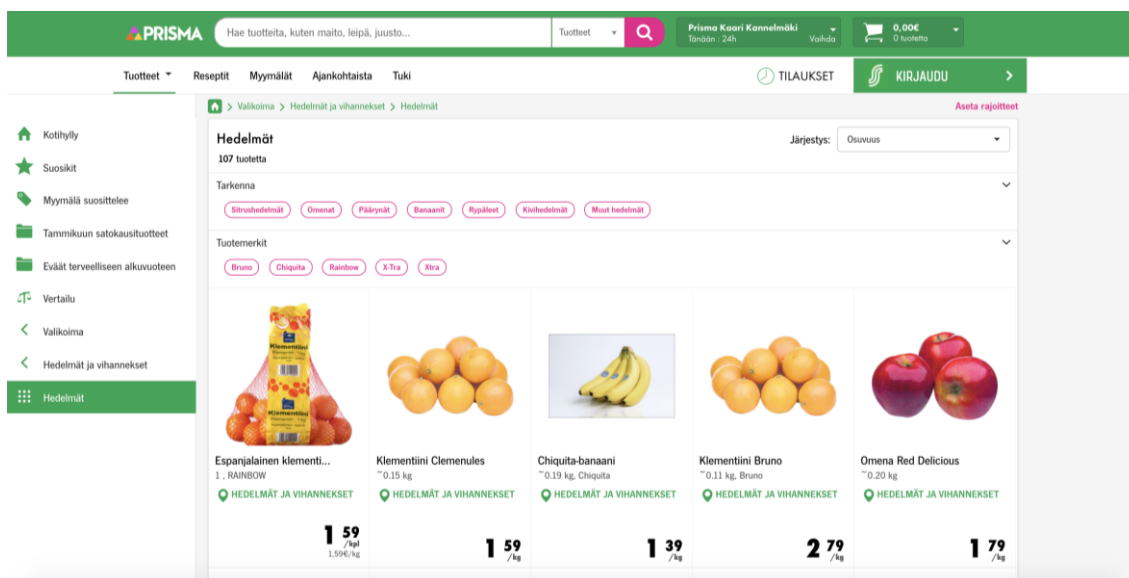 PRISMA
Hae tuotteita, kuten maito, leipä, juusto...
Tuotteet
Prisma Kaari Kannelmäki
Tänään : 24h
Vaihda
0,00€
0 tuotetta
Tuotteet
Reseptit
Myymälät
Ajankohtaista
Tuki
TILAUKSET
KIRJAUDU
> Valikoima > Hedelmät ja vihannekset > Hedelmät
Aseta rajoitteet
Kotihylly
Suosikit
Myymälä suosittelee
Tammikuun satokausituotteet
Eväät terveelliseen alkuvuoteen
Vertailu
Valikoima
Hedelmät ja vihannekset
Hedelmät
Hedelmät
107 tuotetta
Järjestys:
Osuvuus
Tarkenna
Sitrushedelmät
Omenat
Päärynät
Banaanit
Rypäleet
Kivihedelmät
Muut hedelmät
Tuotemerkit
Bruno
Chiquita
Rainbow
X-Tra
Xtra
Klementiini
Klementiini
Espanjalainen klementi...
1 , RAINBOW
HEDELMÄT JA VIHANNEKSET
1 59
/kpl
1,59€/kg
Klementiini Clemenules
~0.15 kg
HEDELMÄT JA VIHANNEKSET
1 59
/kg
Chiquita-banaani
~0.19 kg, Chiquita
HEDELMÄT JA VIHANNEKSET
1 39
/kg
Klementiini Bruno
~0.11 kg, Bruno
HEDELMÄT JA VIHANNEKSET
2 79
/kg
Omena Red Delicious
~0.20 kg
HEDELMÄT JA VIHANNEKSET
1 79
/kg